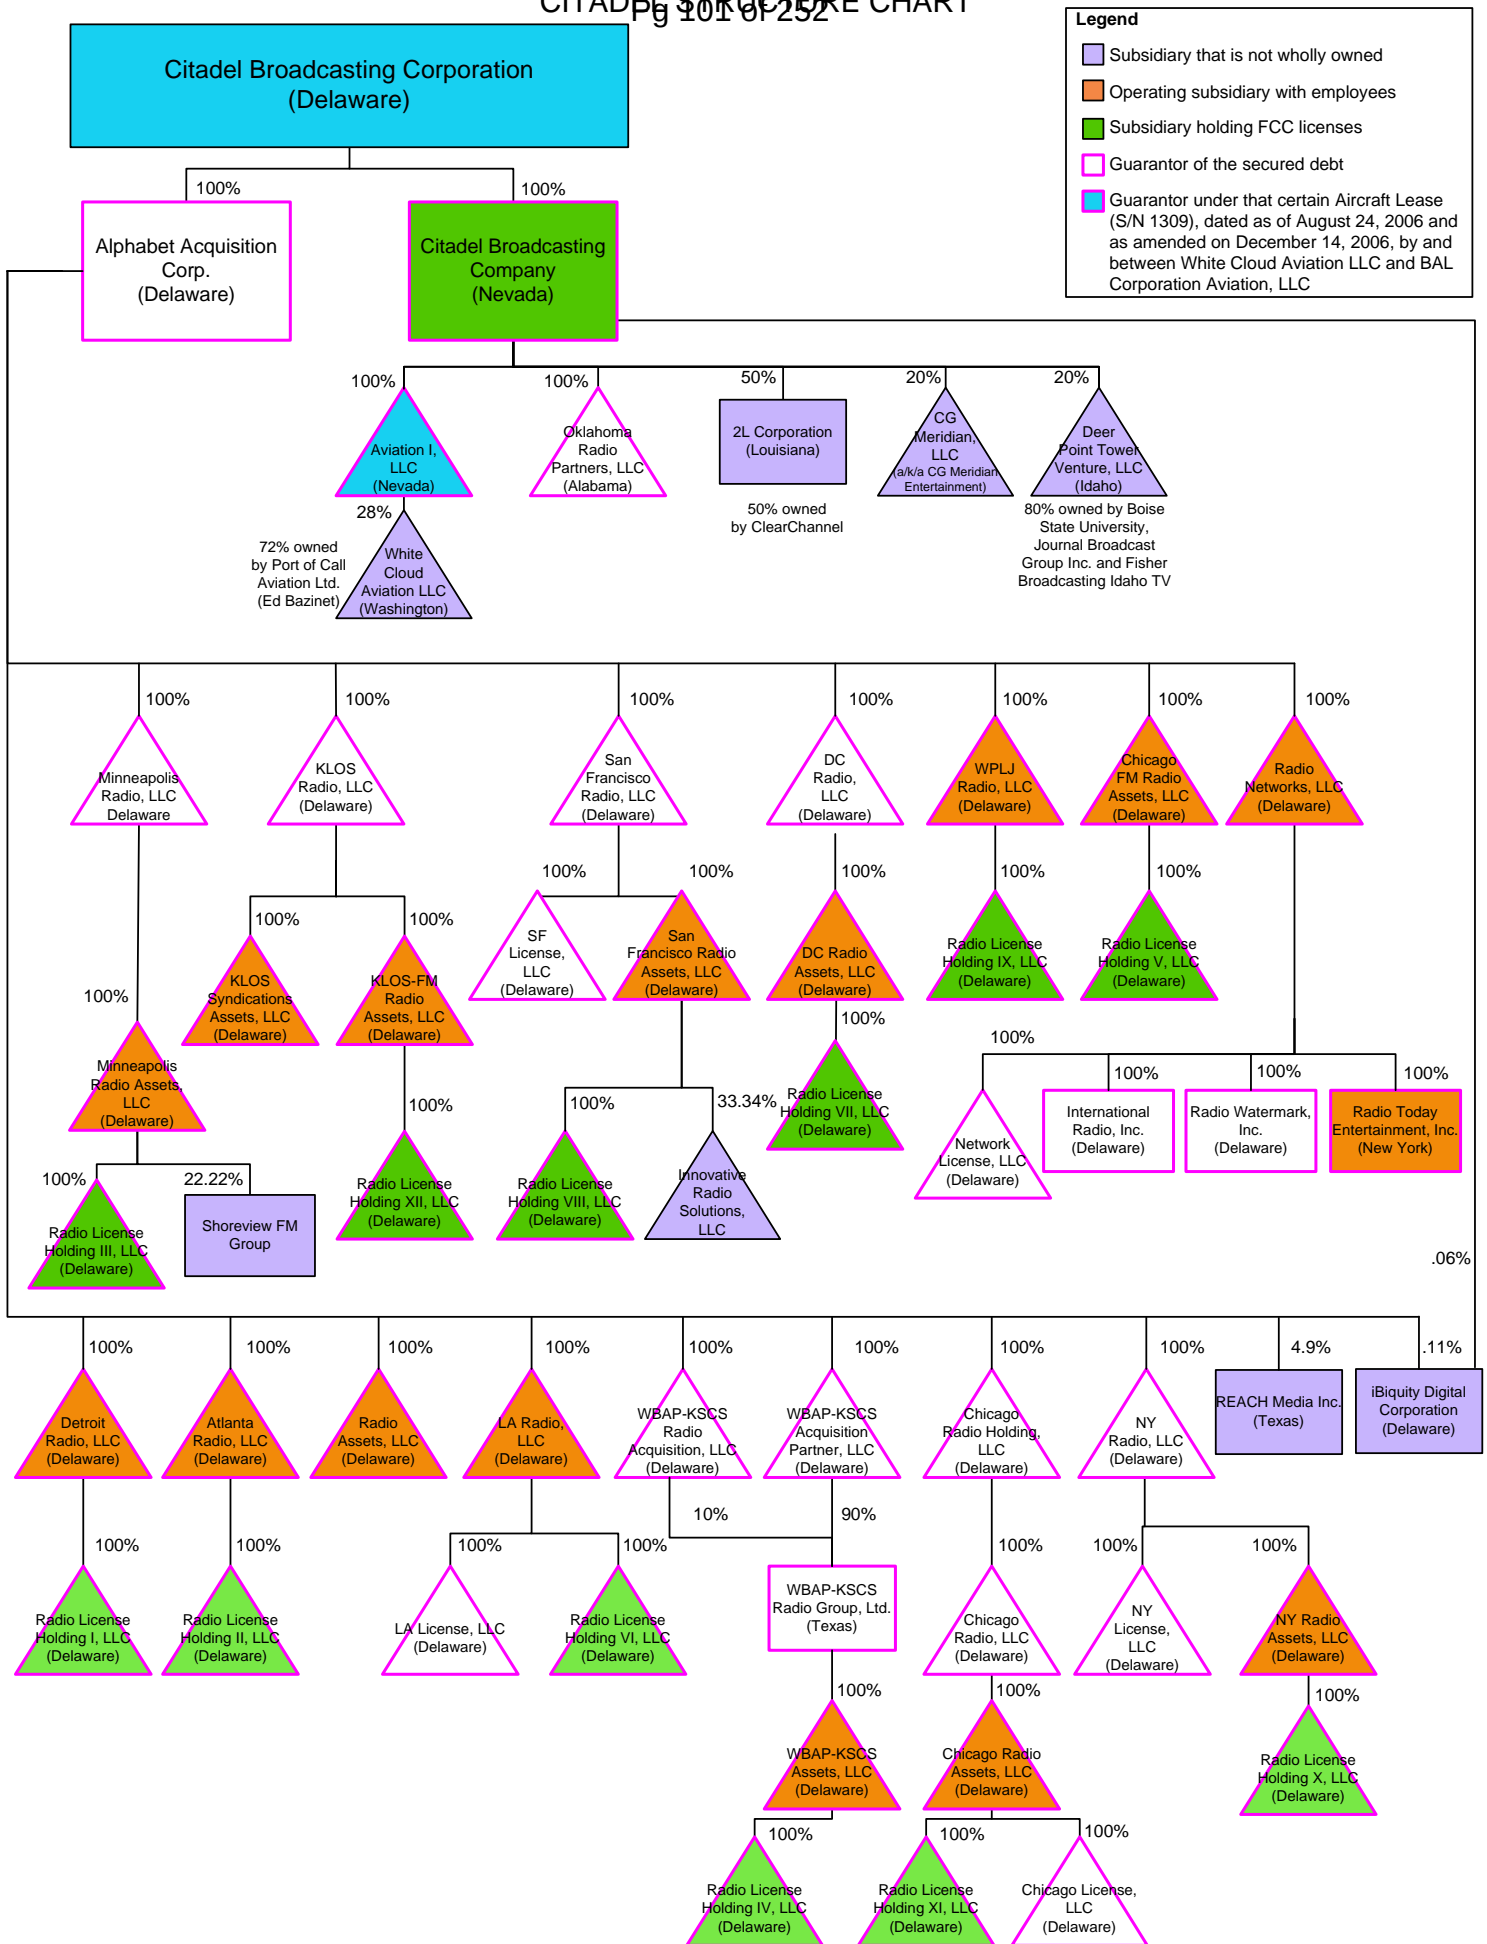 CITADEL STRUCTURE CHART
Pg 101 of 252
Legend
Subsidiary that is not wholly owned
Operating subsidiary with employees
Subsidiary holding FCC licenses
Guarantor of the secured debt
Guarantor under that certain Aircraft Lease
(S/N 1309), dated as of August 24, 2006 and
as amended on December 14, 2006, by and
between White Cloud Aviation LLC and BAL
Corporation Aviation, LLC
Citadel Broadcasting Corporation
(Delaware)
100%
100%
Alphabet Acquisition
Corp.
(Delaware)
Citadel Broadcasting
Company
(Nevada)
100%
100%
50%
20%
20%
Aviation I,
LLC
(Nevada)
Oklahoma
Radio
Partners, LLC
(Alabama)
2L Corporation
(Louisiana)
CG
Meridian,
LLC
(a/k/a CG Meridian
Entertainment)
Deer
Point Tower
Venture, LLC
(Idaho)
50% owned
by ClearChannel
80% owned by Boise
State University,
Journal Broadcast
Group Inc. and Fisher
Broadcasting Idaho TV
28%
72% owned
by Port of Call
Aviation Ltd.
(Ed Bazinet)
White
Cloud
Aviation LLC
(Washington)
100%
100%
100%
100%
100%
100%
100%
Minneapolis
Radio, LLC
Delaware
KLOS
Radio, LLC
(Delaware)
San
Francisco
Radio, LLC
(Delaware)
DC
Radio,
LLC
(Delaware)
WPLJ
Radio, LLC
(Delaware)
Chicago
FM Radio
Assets, LLC
(Delaware)
Radio
Networks, LLC
(Delaware)
100%
100%
100%
100%
100%
100%
100%
SF
License,
LLC
(Delaware)
San
Francisco Radio
Assets, LLC
(Delaware)
DC Radio
Assets, LLC
(Delaware)
Radio License
Holding IX, LLC
(Delaware)
Radio License
Holding V, LLC
(Delaware)
KLOS
Syndications
Assets, LLC
(Delaware)
KLOS-FM
Radio
Assets, LLC
(Delaware)
100%
Minneapolis
Radio Assets,
LLC
(Delaware)
100%
100%
33.34%
100%
Radio License
Holding VII, LLC
(Delaware)
100%
100%
100%
100%
Network
License, LLC
(Delaware)
International
Radio, Inc.
(Delaware)
Radio Watermark,
Inc.
(Delaware)
Radio Today
Entertainment, Inc.
(New York)
100%
22.22%
Radio License
Holding III, LLC
(Delaware)
Shoreview FM
Group
Radio License
Holding XII, LLC
(Delaware)
Radio License
Holding VIII, LLC
(Delaware)
Innovative
Radio
Solutions,
LLC
.06%
100%
100%
100%
100%
100%
100%
100%
100%
4.9%
.11%
Detroit
Radio, LLC
(Delaware)
Atlanta
Radio, LLC
(Delaware)
Radio
Assets, LLC
(Delaware)
LA Radio,
LLC
(Delaware)
WBAP-KSCS
Radio
Acquisition, LLC
(Delaware)
WBAP-KSCS
Acquisition
Partner, LLC
(Delaware)
Chicago
Radio Holding,
LLC
(Delaware)
NY
Radio, LLC
(Delaware)
REACH Media Inc.
(Texas)
iBiquity Digital
Corporation
(Delaware)
10%
90%
100%
100%
100%
100%
100%
100%
100%
Radio License
Holding I, LLC
(Delaware)
Radio License
Holding II, LLC
(Delaware)
LA License, LLC
(Delaware)
Radio License
Holding VI, LLC
(Delaware)
WBAP-KSCS
Radio Group, Ltd.
(Texas)
Chicago
Radio, LLC
(Delaware)
NY
License,
LLC
(Delaware)
NY Radio
Assets, LLC
(Delaware)
100%
100%
100%
WBAP-KSCS
Assets, LLC
(Delaware)
Chicago Radio
Assets, LLC
(Delaware)
Radio License
Holding X, LLC
(Delaware)
100%
100%
100%
Radio License
Holding IV, LLC
(Delaware)
Radio License
Holding XI, LLC
(Delaware)
Chicago License,
LLC
(Delaware)